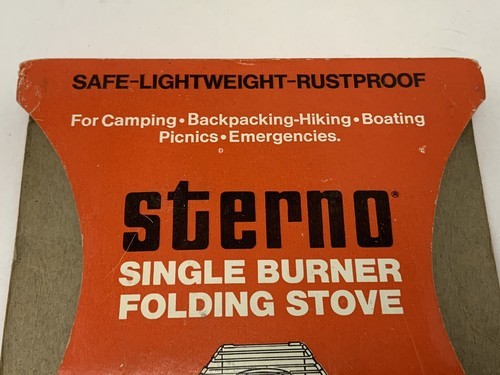 SAFE-LIGHTWEIGHT-RUSTPROOF
For Camping • Backpacking-Hiking • Boating
Picnics • Emergencies.
sterno®
SINGLE BURNER
FOLDING STOVE